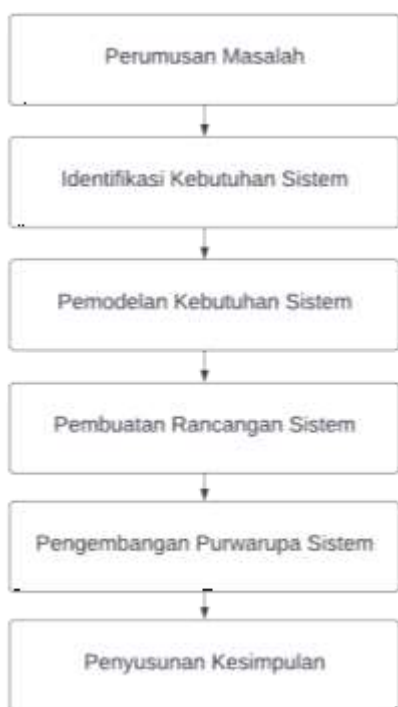 Perumusan Masalah
Identifikasi Kebutuhan Sistem
Pemodelan Kebutuhan Sistem
Pembuatan Rancangan Sistem
Pengembangan Purwarupa Sistem
Penyusunan Kesimpulan